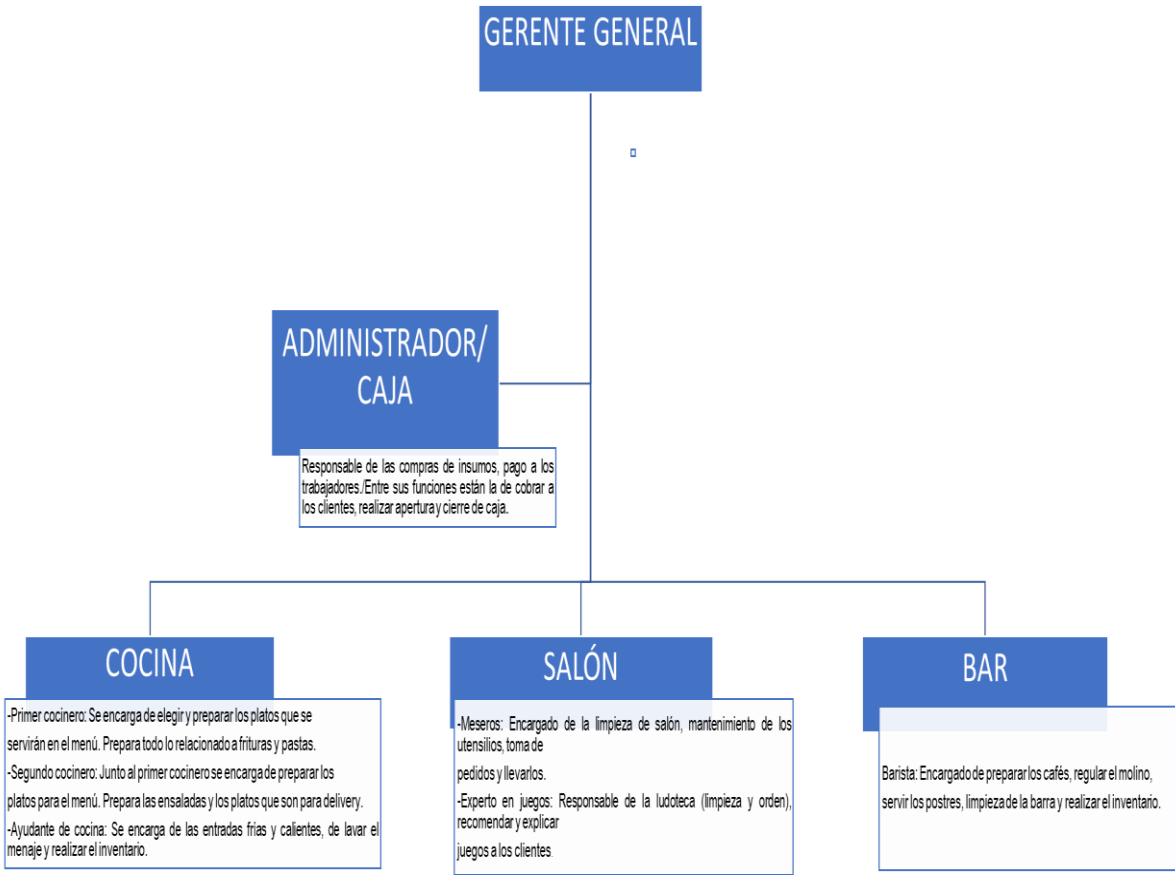 GERENTE GENERAL
ADMINISTRADOR/
CAJA
Responsable de las compras de insumos, pago a los
trabajadores./Entre sus funciones están la de cobrar a
los clientes, realizar apertura y cierre de caja.
COCINA
-Primer cocinero: Se encarga de elegir y preparar los platos que se
servirán en el menú. Prepara todo lo relacionado a frituras y pastas.
-Segundo cocinero: Junto al primer cocinero se encarga de preparar los
platos para el menú. Prepara las ensaladas y los platos que son para delivery.
-Ayudante de cocina: Se encarga de las entradas frias y calientes, de lavar el
menaje y realizar el inventario.
SALÓN
-Meseros: Encargado de la limpieza de salón, mantenimiento de los
utensilios, toma de
pedidos y llevarlos.
-Experto en juegos: Responsable de la ludoteca (limpieza y orden),
recomendar y explicar
juegos a los clientes.
BAR
Barista: Encargado de preparar los cafés, regular el molino,
servir los postres, limpieza de la barra y realizar el inventario.